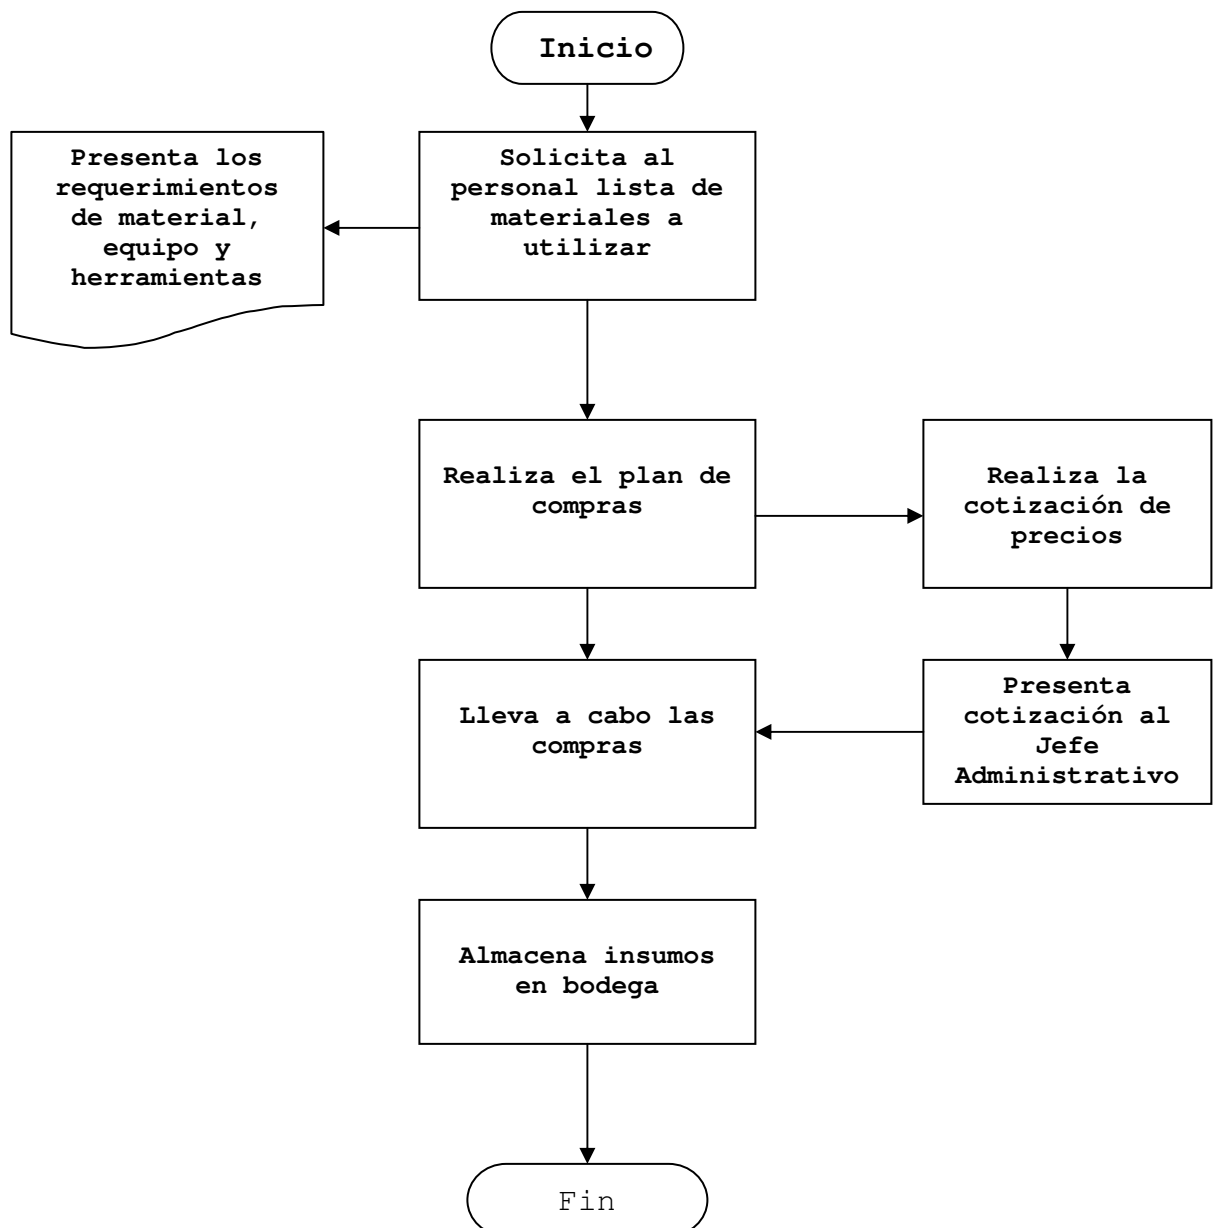 Inicio
Presenta los
requerimientos
de material,
equipo y
herramientas
Solicita al
personal lista de
materiales a
utilizar
Realiza el plan de
compras
Realiza la
cotización de
precios
Lleva a cabo las
compras
Presenta
cotización al
Jefe
Administrativo
Almacena insumos
en bodega
Fin